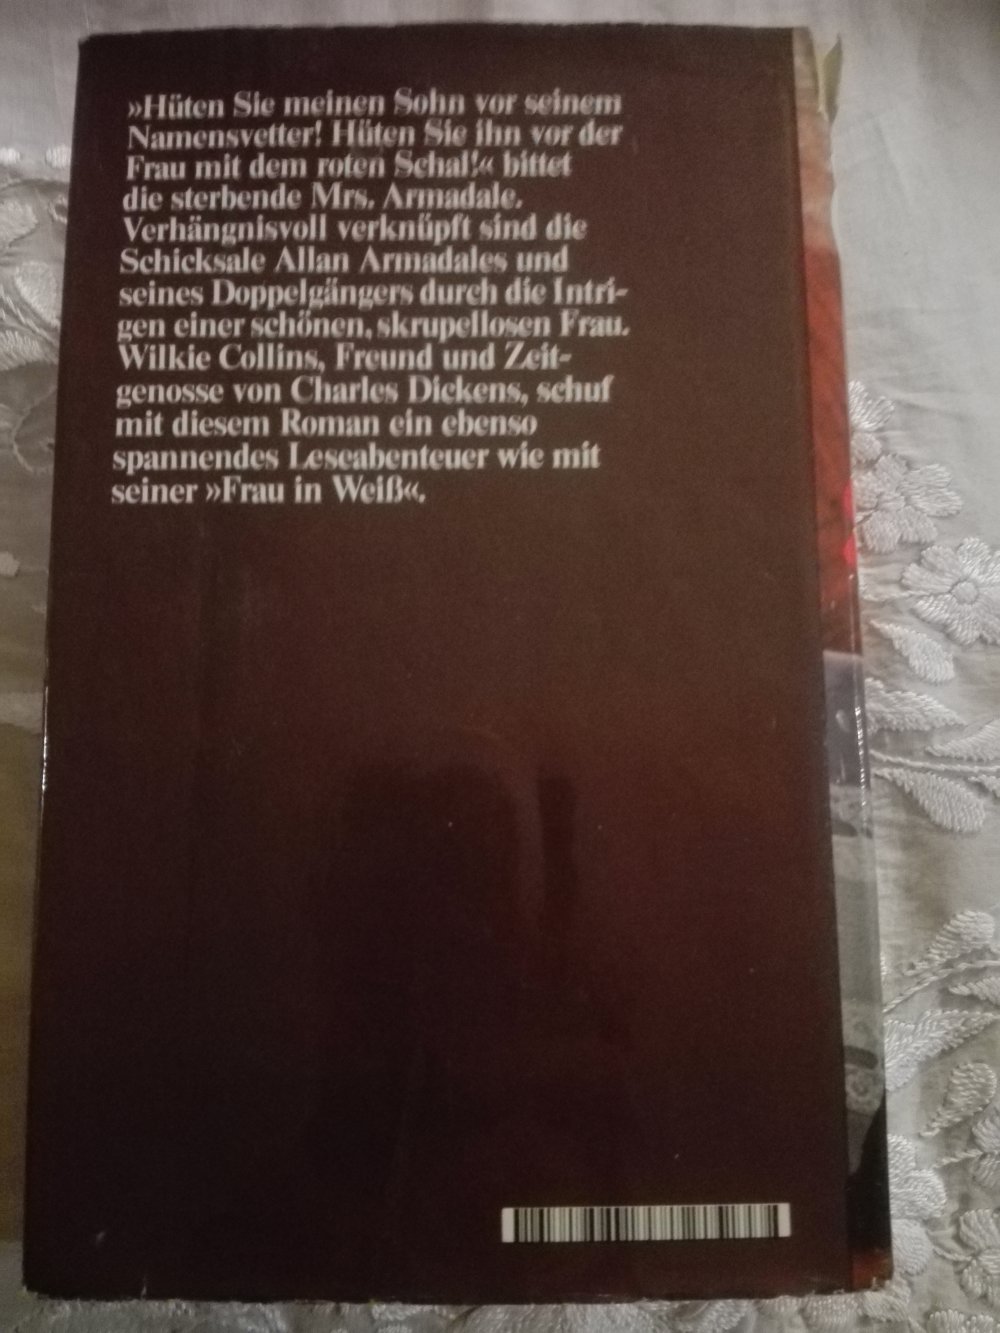 »Hüten Sie meinen Sohn vor seinem
Namensvetter! Hüten Sie ihn vor der
Frau mit dem roten Schal!« bittet
die sterbende Mrs. Armadale.
Verhängnisvoll verknüpft sind die
Schicksale Allan Armadales und
seines Doppelgängers durch die Intri-
gen einer schönen, skrupellosen Frau.
Wilkie Collins, Freund und Zeit-
genosse von Charles Dickens, schuf
mit diesem Roman ein ebenso
spannendes Leseabenteuer wie mit
seiner »Frau in Weiß«.